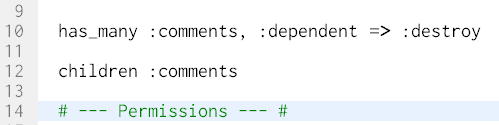 9
10 has_many :comments, :dependent => :destroy
11
12 children :comments
13
14 # --- Permissions --- #